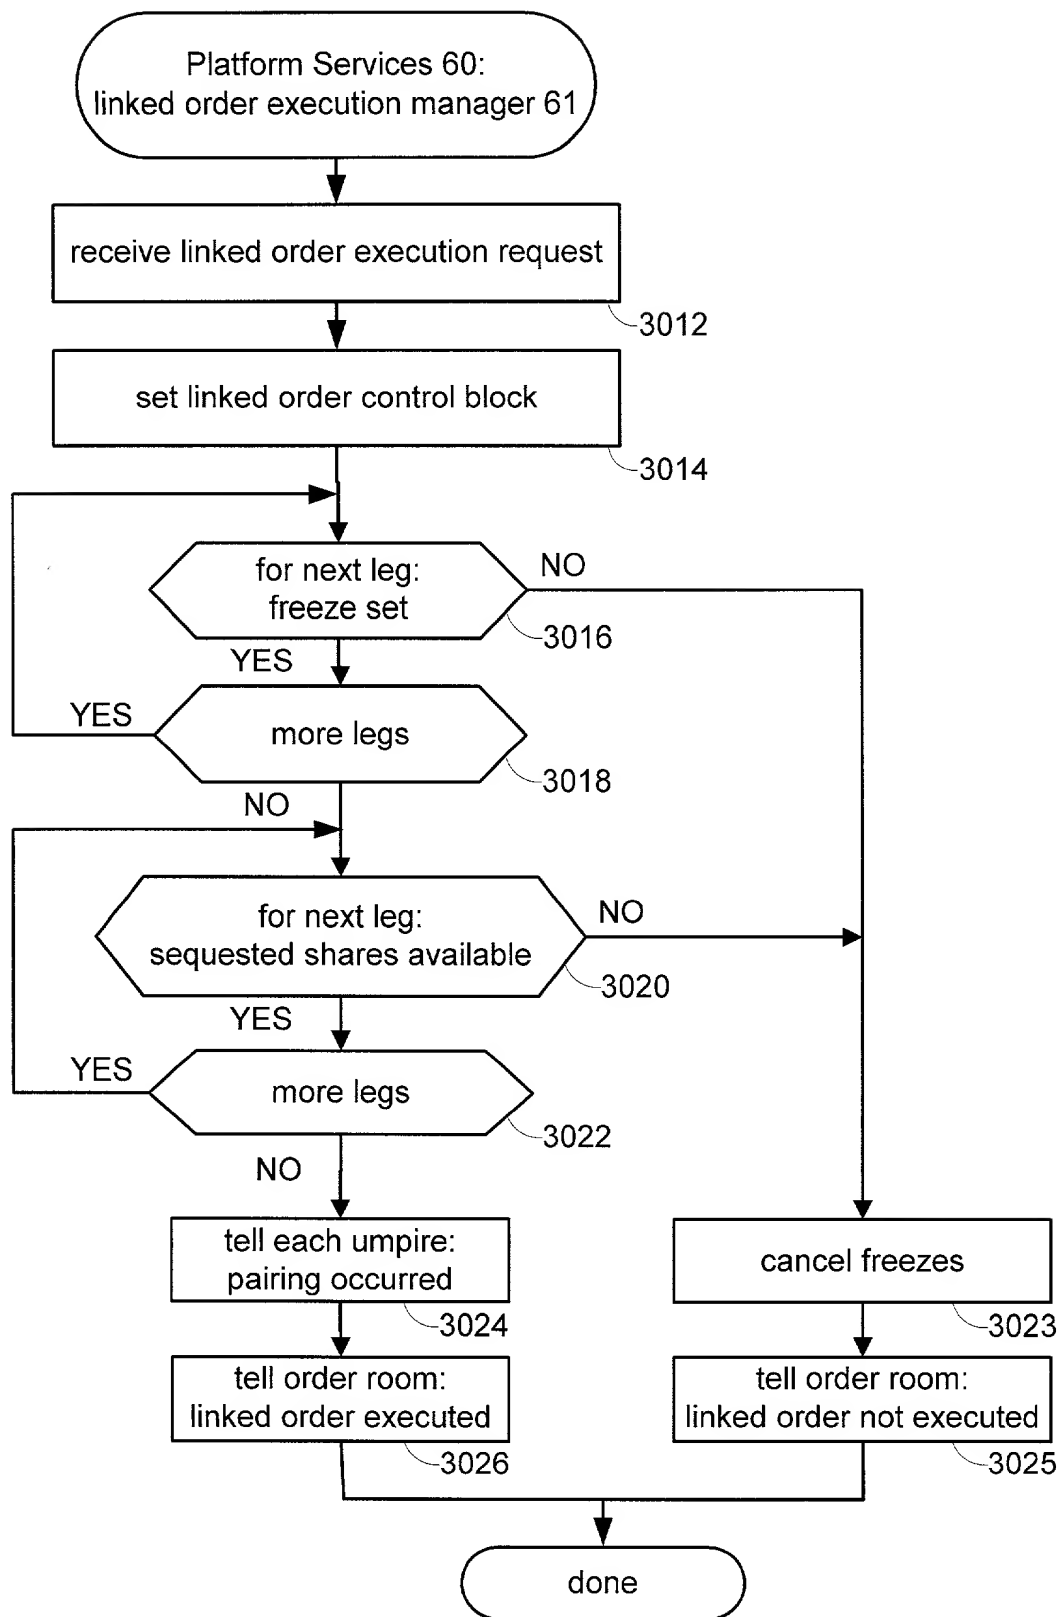 Platform Services 60:
linked order execution manager 61
receive linked order execution request
3012
set linked order control block
3014
for next leg:
freeze set
NO
3016
YES
YES
more legs
3018
NO
for next leg:
sequested shares available
NO
3020
YES
YES
more legs
3022
NO
tell each umpire:
pairing occurred
3024
cancel freezes
3023
tell order room:
linked order executed
3026
tell order room:
linked order not executed
3025
done